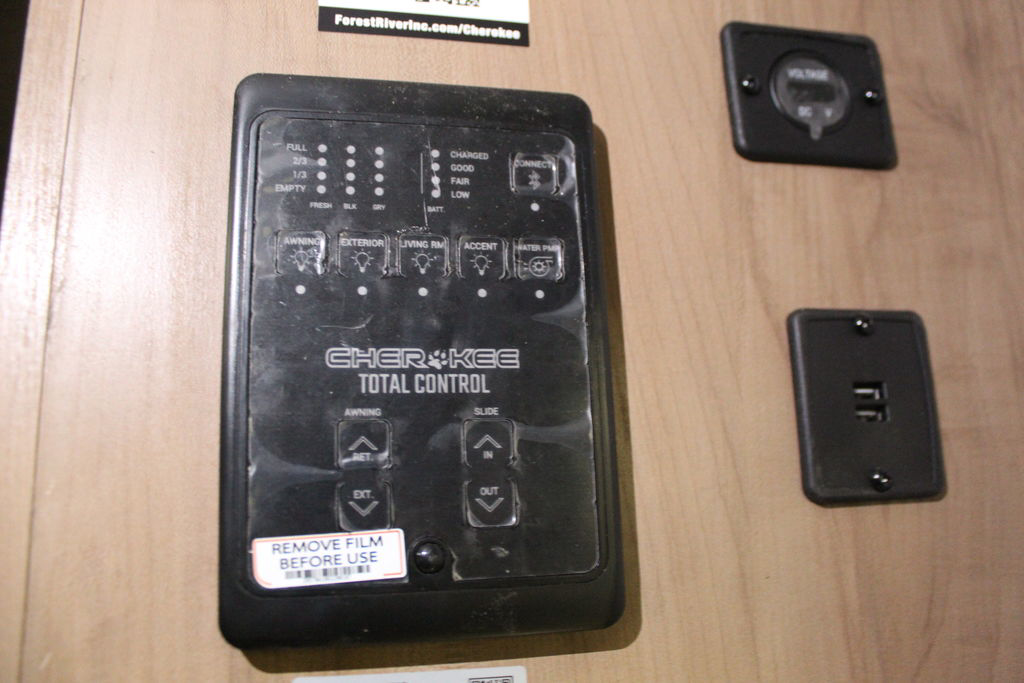 ForestRiverInc.com/Cherokee
VOLTAGE
DC V
FULL
2/3
1/3
EMPTY
FRESH BLK GRY
CHARGED
GOOD
FAIR
LOW
BATT.
CONNECT
AWNING EXTERIOR LIVING RM ACCENT WATER PMP
CHEROKEE
TOTAL CONTROL
AWNING SLIDE
RET. IN
EXT. OUT
REMOVE FILM
BEFORE USE